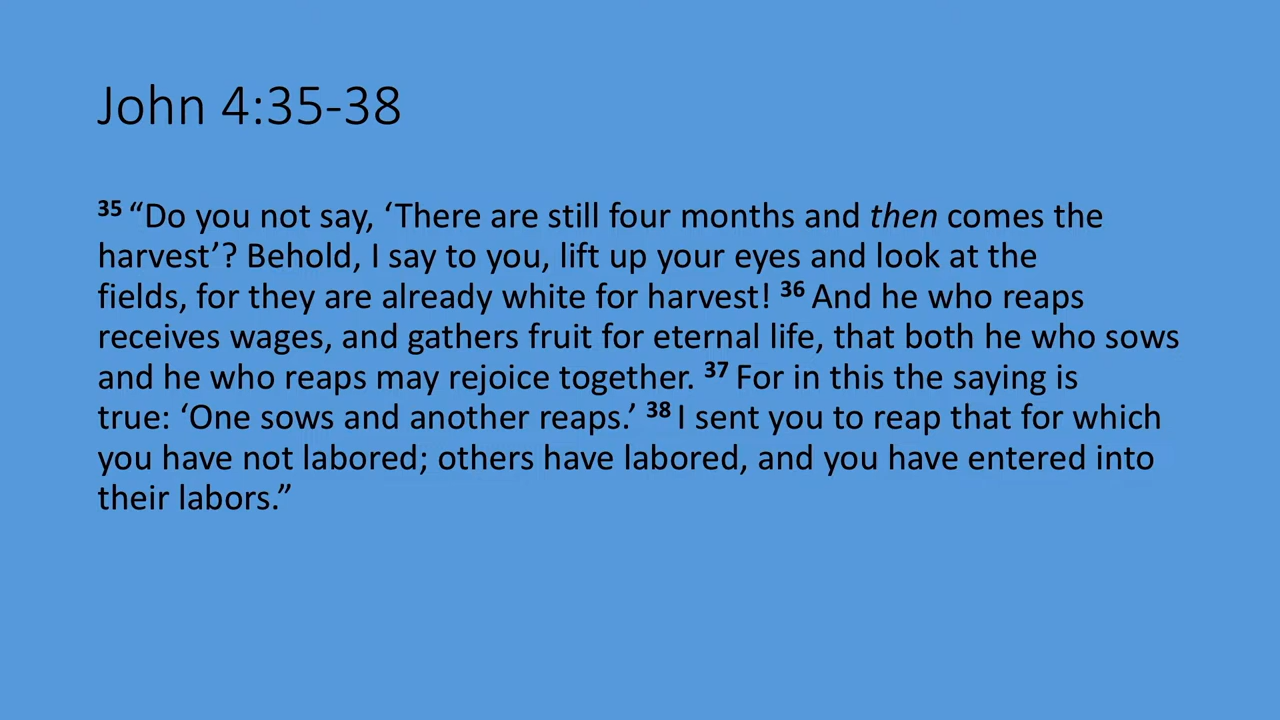 John 4:35-38
35 “Do you not say, ‘There are still four months and then comes the
harvest’? Behold, I say to you, lift up your eyes and look at the
fields, for they are already white for harvest! 36 And he who reaps
receives wages, and gathers fruit for eternal life, that both he who sows
and he who reaps may rejoice together. 37 For in this the saying is
true: ‘One sows and another reaps.’ 38 I sent you to reap that for which
you have not labored; others have labored, and you have entered into
their labors.”